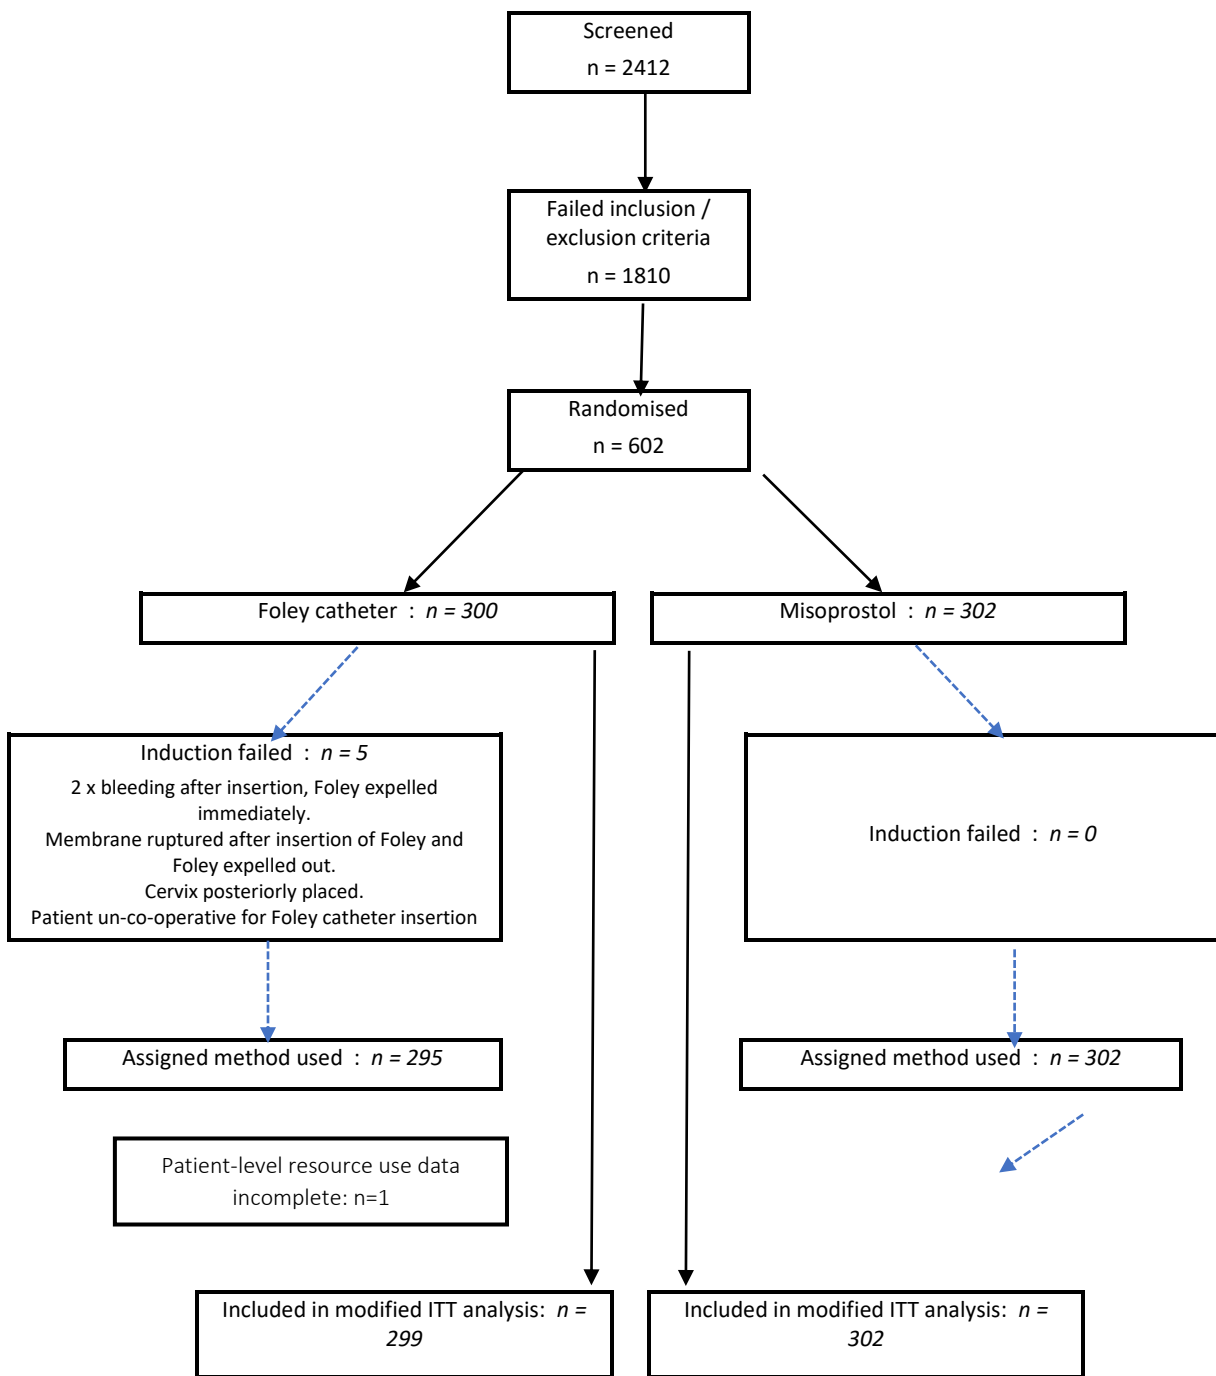 Screened
n = 2412
Failed inclusion /
exclusion criteria
n = 1810
Randomised
n = 602
Foley catheter : n = 300
Misoprostol : n = 302
Induction failed : n = 5
2 x bleeding after insertion, Foley expelled
immediately.
Membrane ruptured after insertion of Foley and
Foley expelled out.
Cervix posteriorly placed.
Patient un-co-operative for Foley catheter insertion
Induction failed : n = 0
Assigned method used : n = 295
Assigned method used : n = 302
Patient-level resource use data
incomplete: n=1
Included in modified ITT analysis: n =
299
Included in modified ITT analysis: n =
302